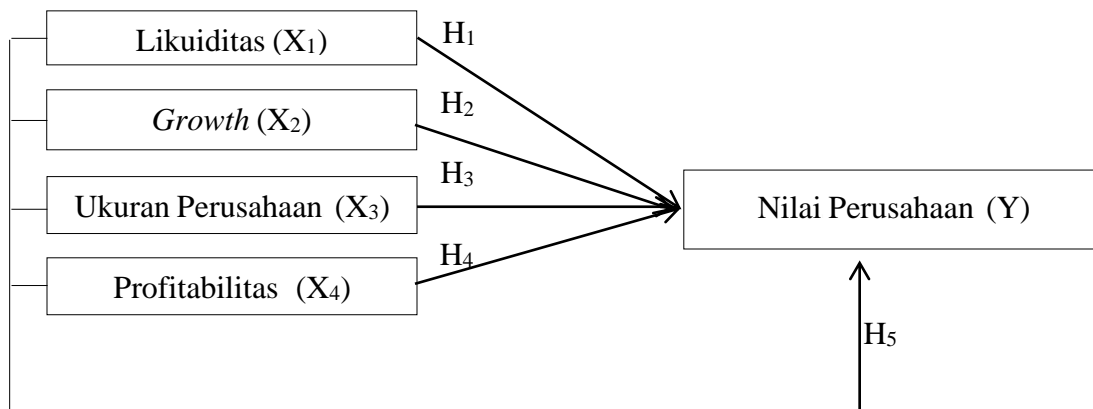 Likuiditas (X1)
H1
Growth (X2)
H2
Ukuran Perusahaan (X3)
H3
Profitabilitas (X4)
H4
Nilai Perusahaan (Y)
H5